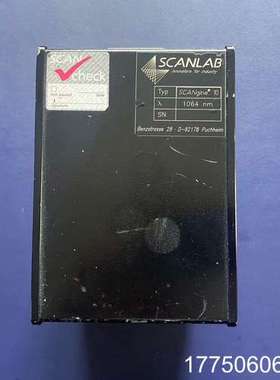 SCAN
check
SCANLAB
innovators for industry
Typ SCANgine® 10
λ 1064 nm
SN
Benzstrasse 28 · D-82178 Puchheim
17750606